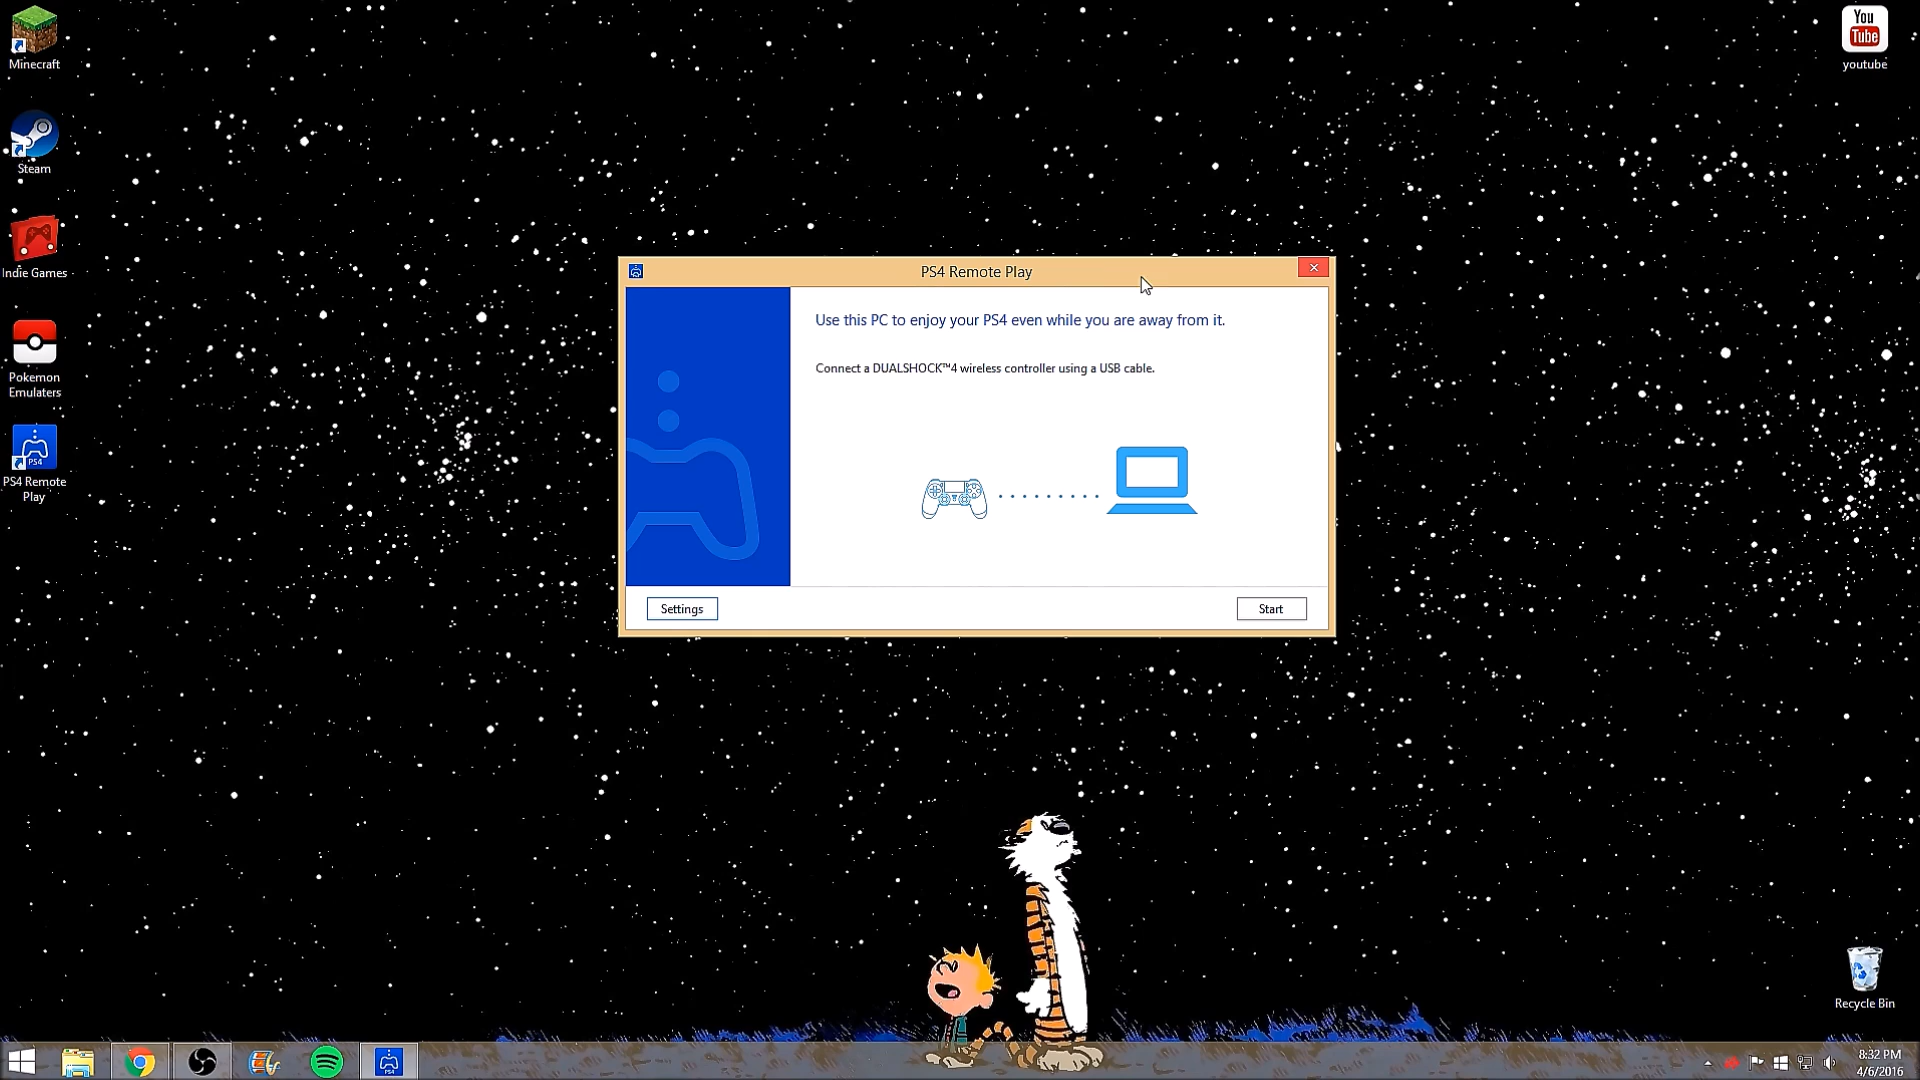 Minecraft
Steam
Indie Games
Pokemon
Emulaters
PS4
PS4 Remote
Play
You
Tube
youtube
PS4 Remote Play
Use this PC to enjoy your PS4 even while you are away from it.
Connect a DUALSHOCK™4 wireless controller using a USB cable.
Settings
Start
Recycle Bin
PS4
8:32 PM
4/6/2016